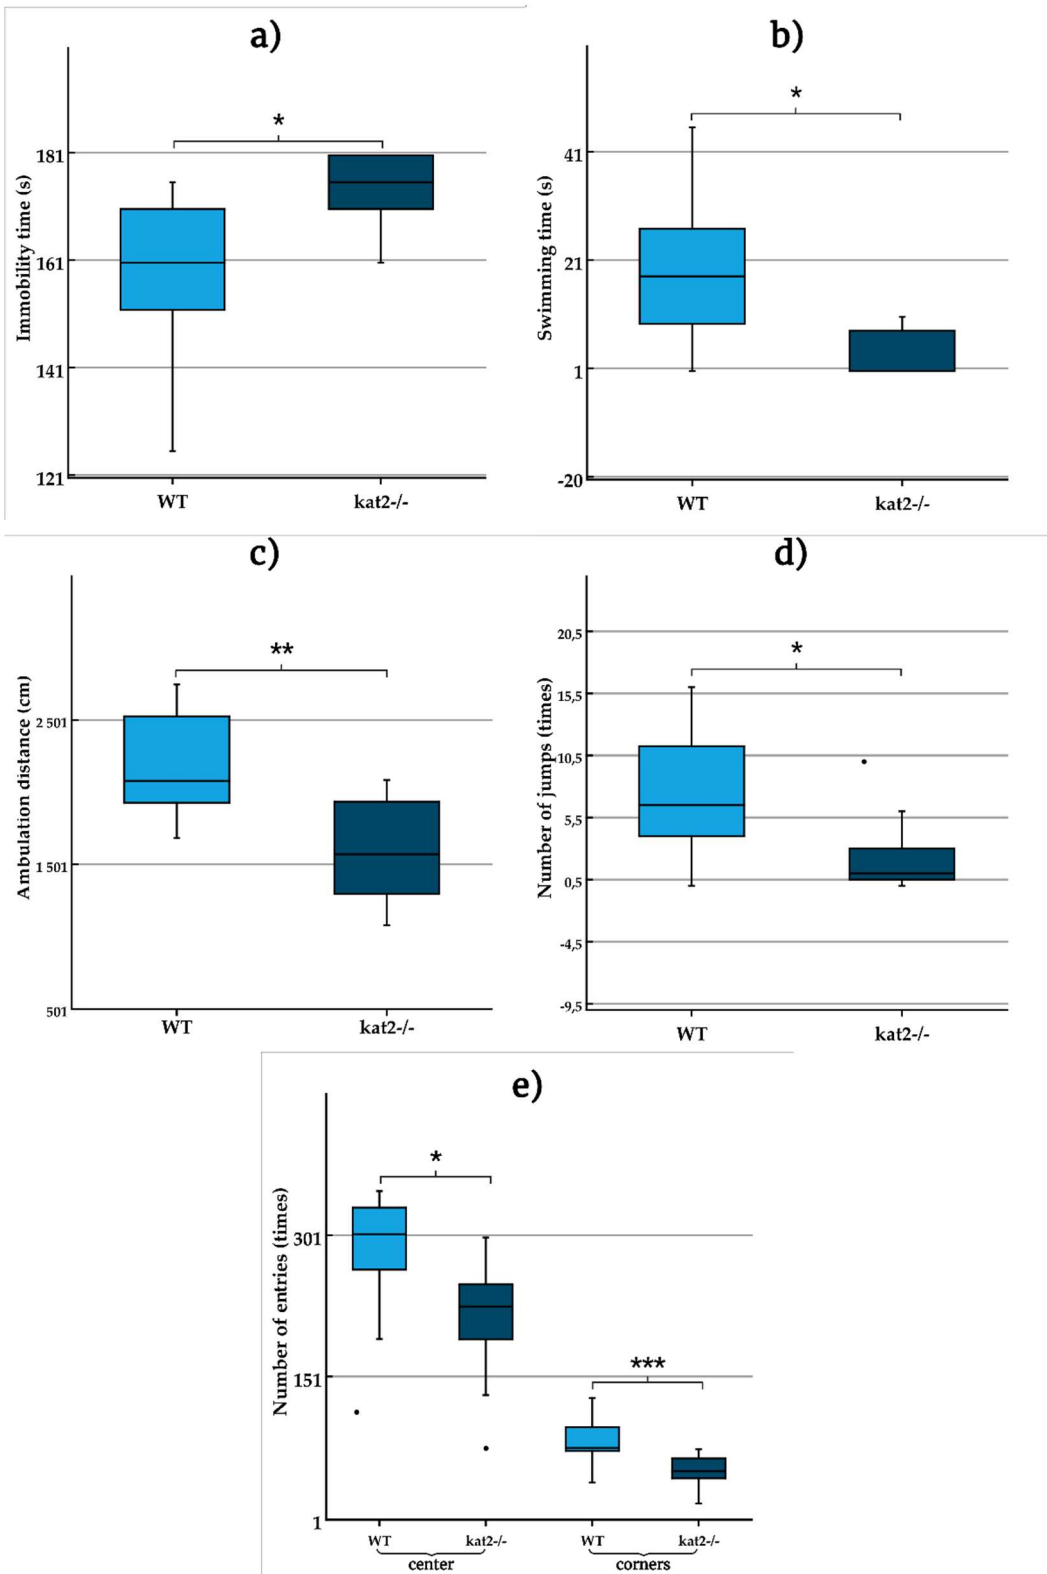 a)
*
181
161
141
121
Immobility time (s)
WT kat2-/-
b)
*
41
21
1
-20
Swimming time (s)
WT kat2-/-
c)
**
2 501
1 501
501
Ambulation distance (cm)
WT kat2-/-
d)
*
20,5
15,5
10,5
5,5
0,5
-4,5
-9,5
Number of jumps (times)
WT kat2-/-
e)
*
***
301
151
1
Number of entries (times)
WT kat2-/- WT kat2-/-
center corners